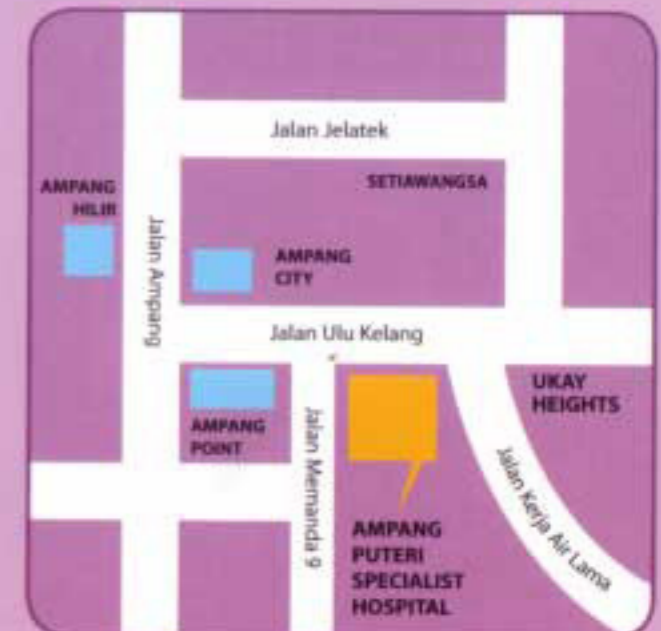 Jalan Jelatek
SETIAWANGSA
AMPANG
HILIR
Jalan Ampang
AMPANG
CITY
Jalan Ulu Kelang
AMPANG
POINT
Jalan Memanda 9
UKAY
HEIGHTS
Jalan Kerja Air Lama
AMPANG
PUTERI
SPECIALIST
HOSPITAL